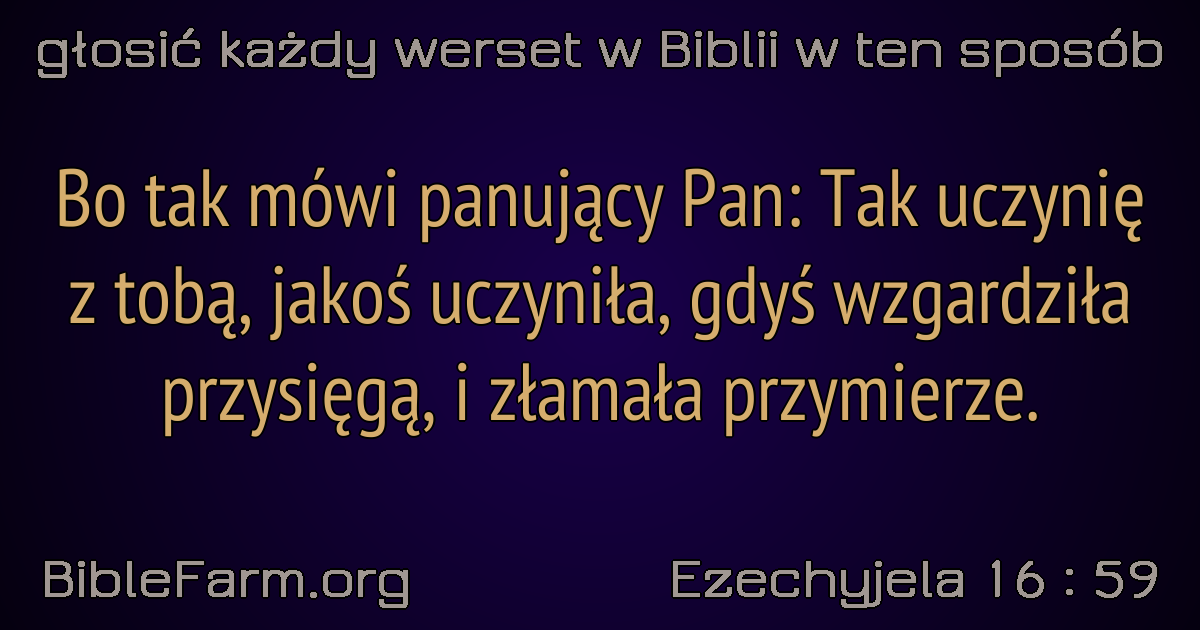 głosić każdy werset w Biblii w ten sposób
Bo tak mówi panujący Pan: Tak uczynię
z tobą, jakoś uczyniła, gdyś wzgardziła
przysięgą, i złamała przymierze.
BibleFarm.org
Ezechyjela 16 : 59